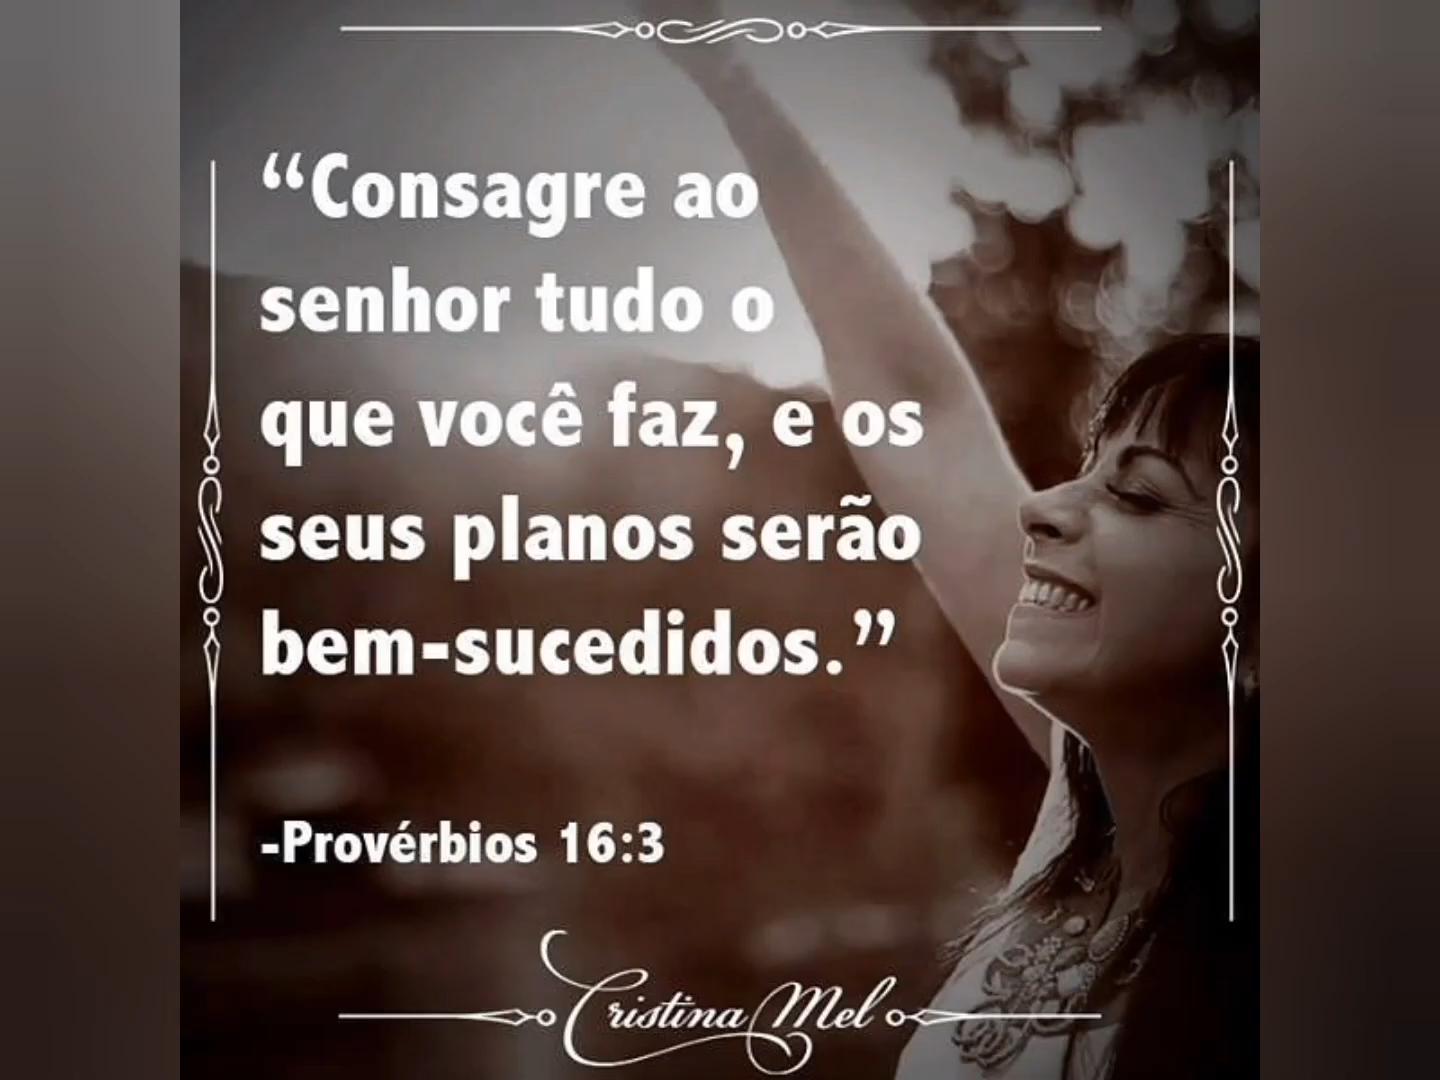 “Consagre ao
senhor tudo o
que você faz, e os
seus planos serão
bem-sucedidos.”
-Provérbios 16:3
Cristina Mel